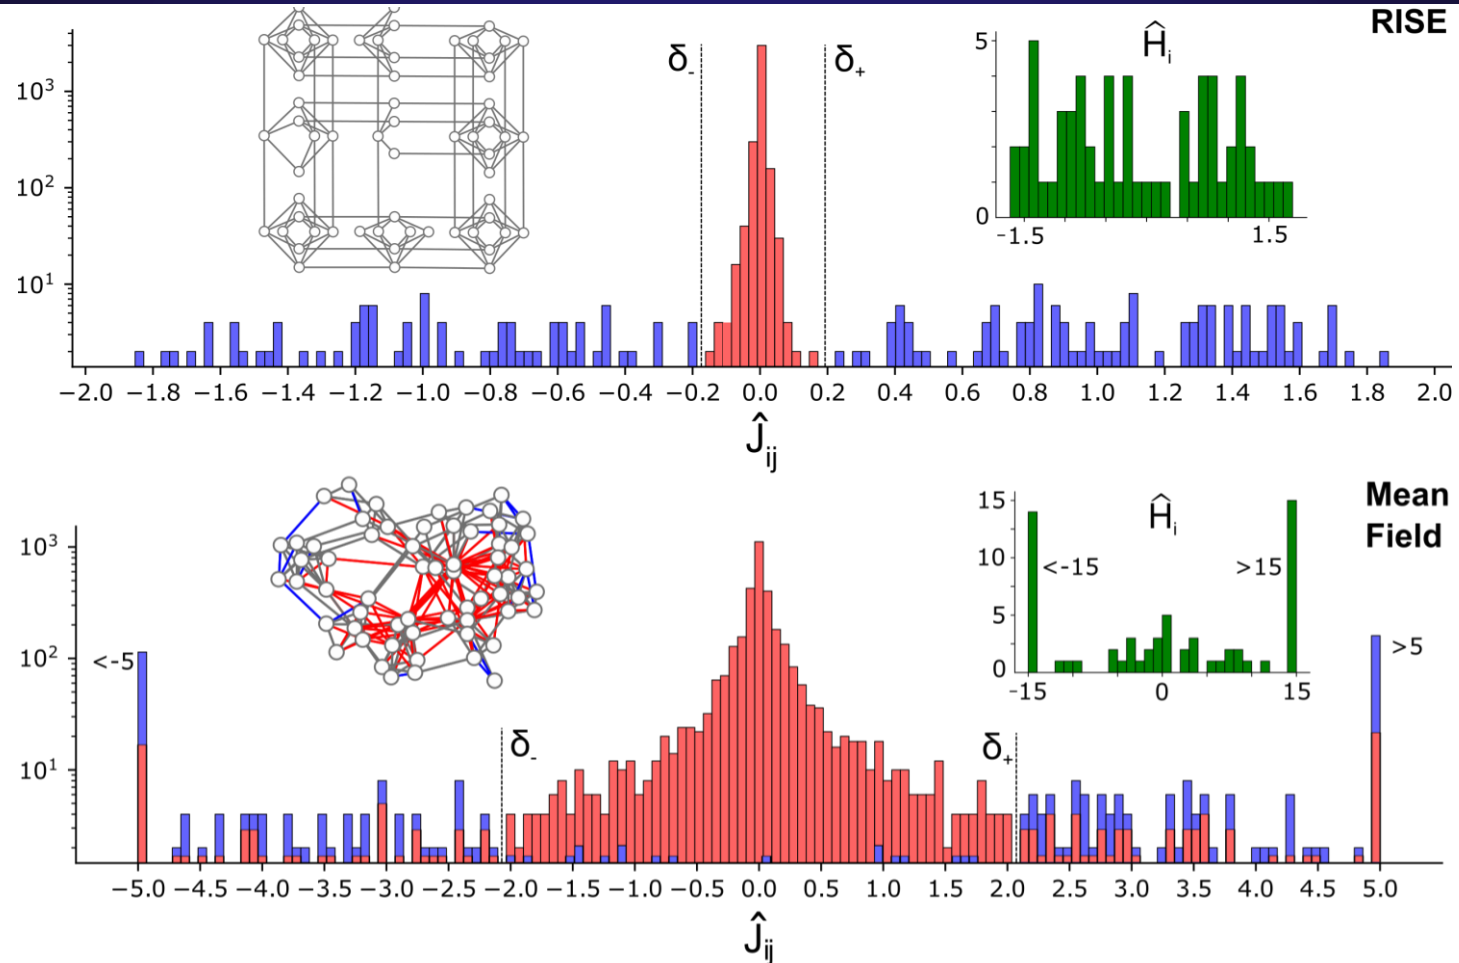 RISE
δ₋
δ₊
Ĥᵢ
5
0
-1.5 1.5
10³
10²
10¹
−2.0 −1.8 −1.6 −1.4 −1.2 −1.0 −0.8 −0.6 −0.4 −0.2 0.0 0.2 0.4 0.6 0.8 1.0 1.2 1.4 1.6 1.8 2.0
Ĵᵢⱼ
Mean
Field
Ĥᵢ
15
10
5
0
<-15 >15
-15 0 15
10³
10²
10¹
<-5
>5
δ₋
δ₊
−5.0 −4.5 −4.0 −3.5 −3.0 −2.5 −2.0 −1.5 −1.0 −0.5 0.0 0.5 1.0 1.5 2.0 2.5 3.0 3.5 4.0 4.5 5.0
Ĵᵢⱼ